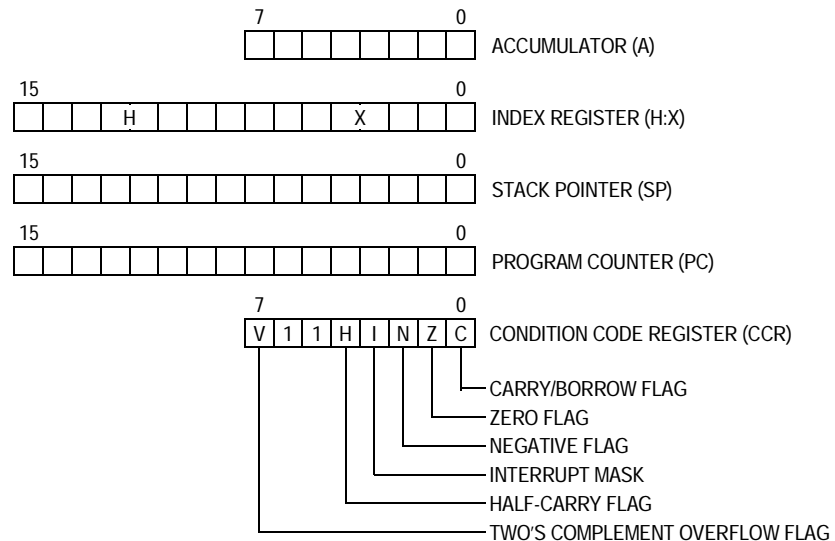 7 0
ACCUMULATOR (A)
15 0
H X INDEX REGISTER (H:X)
15 0
STACK POINTER (SP)
15 0
PROGRAM COUNTER (PC)
7 0
V 1 1 H I N Z C CONDITION CODE REGISTER (CCR)
CARRY/BORROW FLAG
ZERO FLAG
NEGATIVE FLAG
INTERRUPT MASK
HALF-CARRY FLAG
TWO'S COMPLEMENT OVERFLOW FLAG